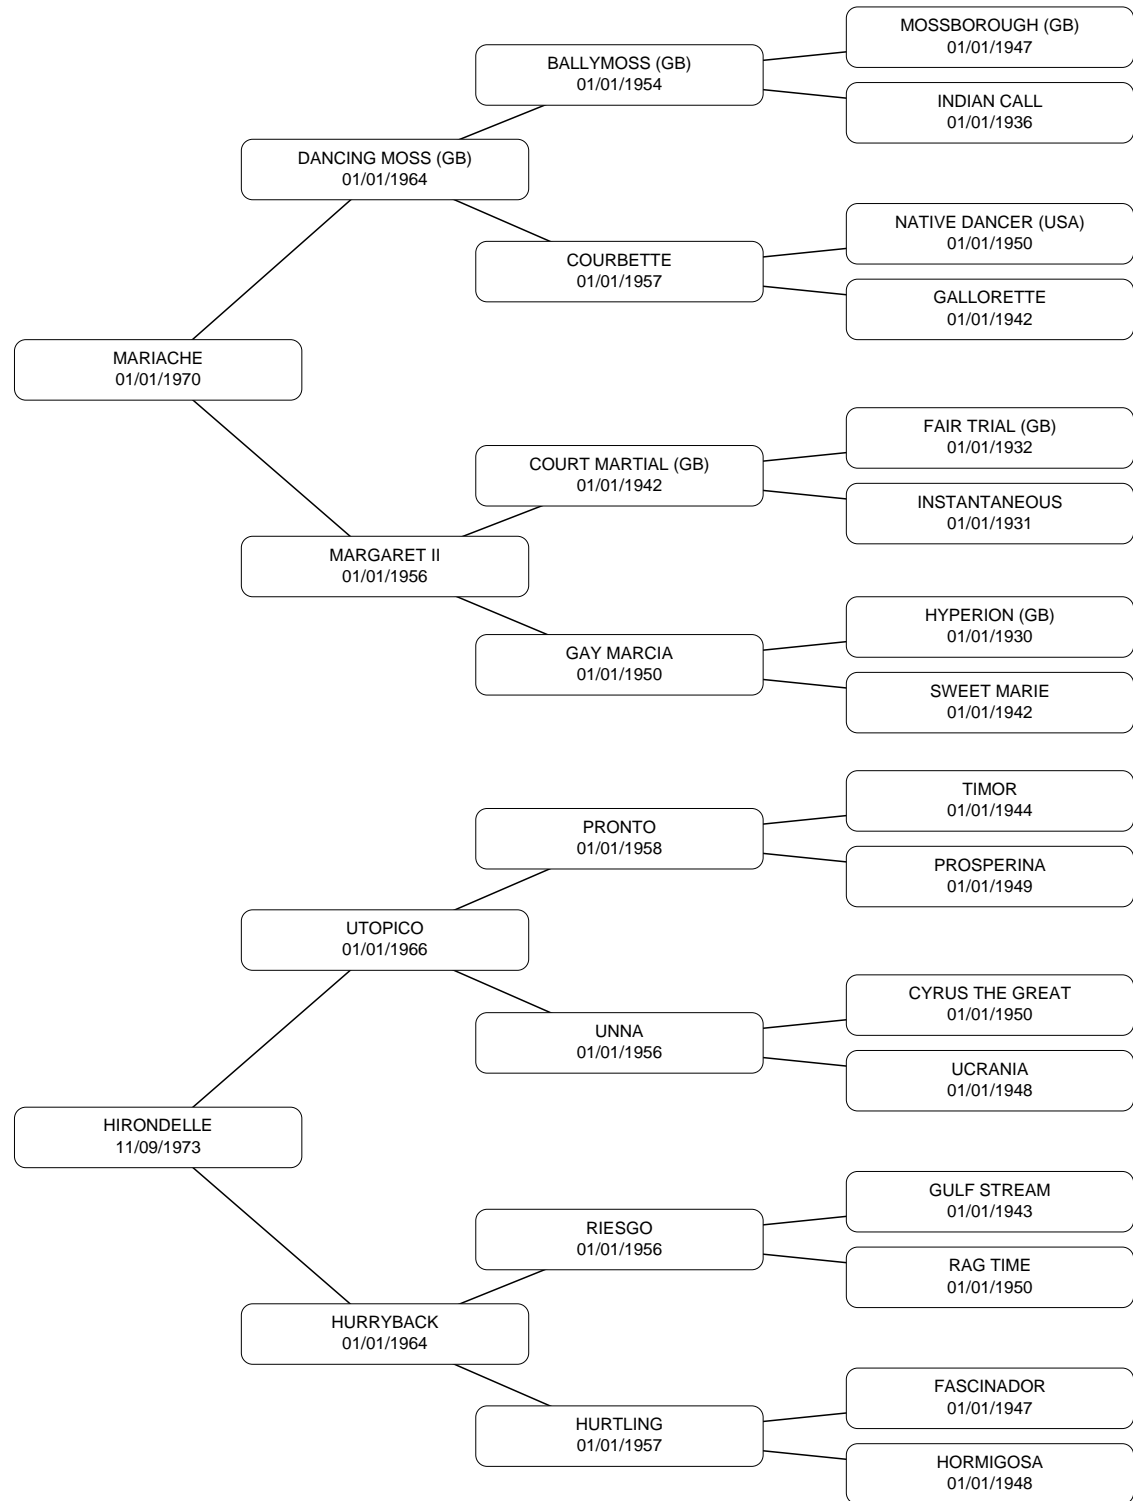 MOSSBOROUGH (GB)
01/01/1947
BALLYMOSS (GB)
01/01/1954
INDIAN CALL
01/01/1936
DANCING MOSS (GB)
01/01/1964
NATIVE DANCER (USA)
01/01/1950
COURBETTE
01/01/1957
GALLORETTE
01/01/1942
MARIACHE
01/01/1970
FAIR TRIAL (GB)
01/01/1932
COURT MARTIAL (GB)
01/01/1942
INSTANTANEOUS
01/01/1931
MARGARET II
01/01/1956
HYPERION (GB)
01/01/1930
GAY MARCIA
01/01/1950
SWEET MARIE
01/01/1942
TIMOR
01/01/1944
PRONTO
01/01/1958
PROSPERINA
01/01/1949
UTOPICO
01/01/1966
CYRUS THE GREAT
01/01/1950
UNNA
01/01/1956
UCRANIA
01/01/1948
HIRONDELLE
11/09/1973
GULF STREAM
01/01/1943
RIESGO
01/01/1956
RAG TIME
01/01/1950
HURRYBACK
01/01/1964
FASCINADOR
01/01/1947
HURTLING
01/01/1957
HORMIGOSA
01/01/1948